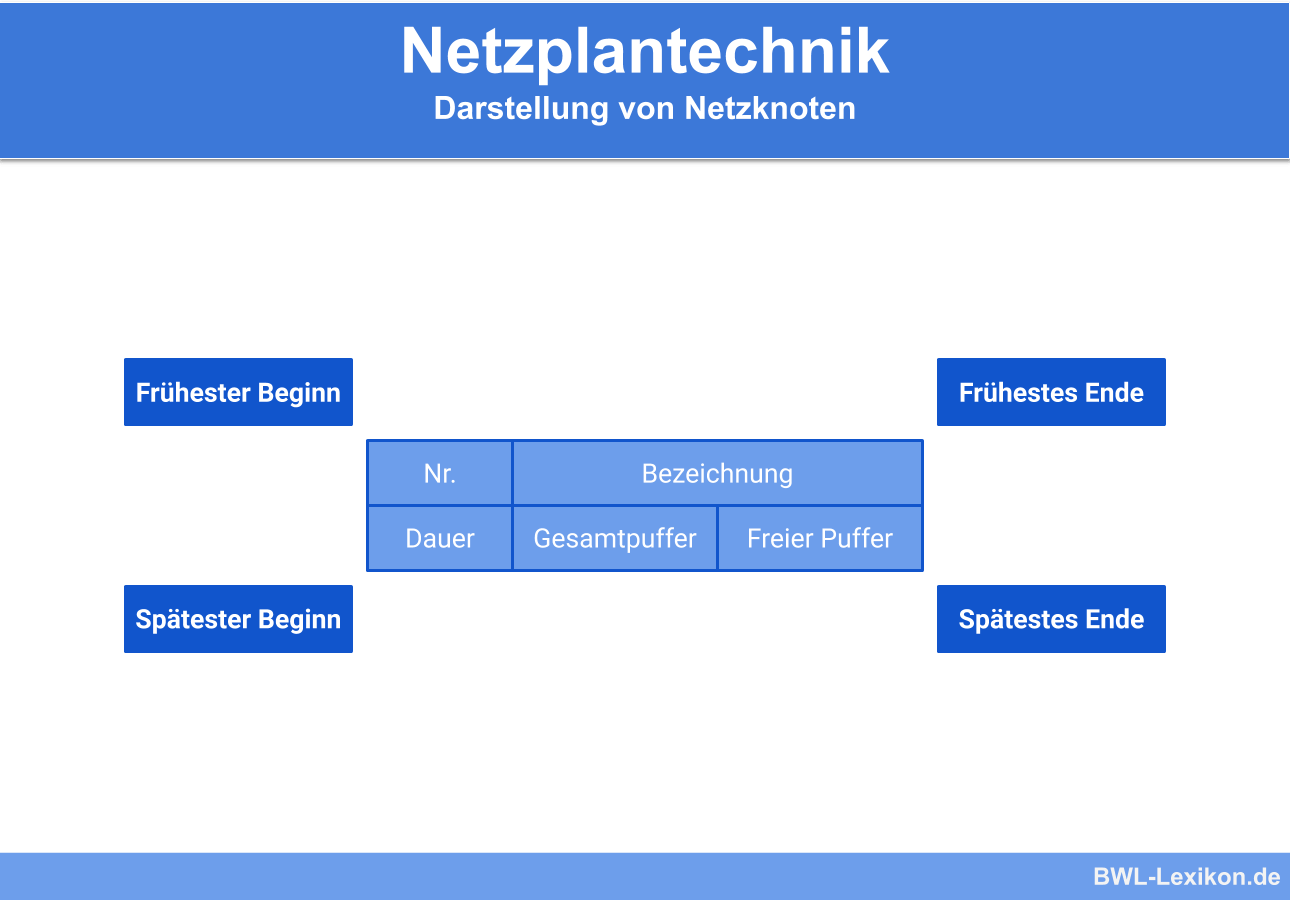 Netzplantechnik
Darstellung von Netzknoten
Frühester Beginn
Frühestes Ende
Nr.
Bezeichnung
Dauer
Gesamtpuffer
Freier Puffer
Spätester Beginn
Spätestes Ende
BWL-Lexikon.de